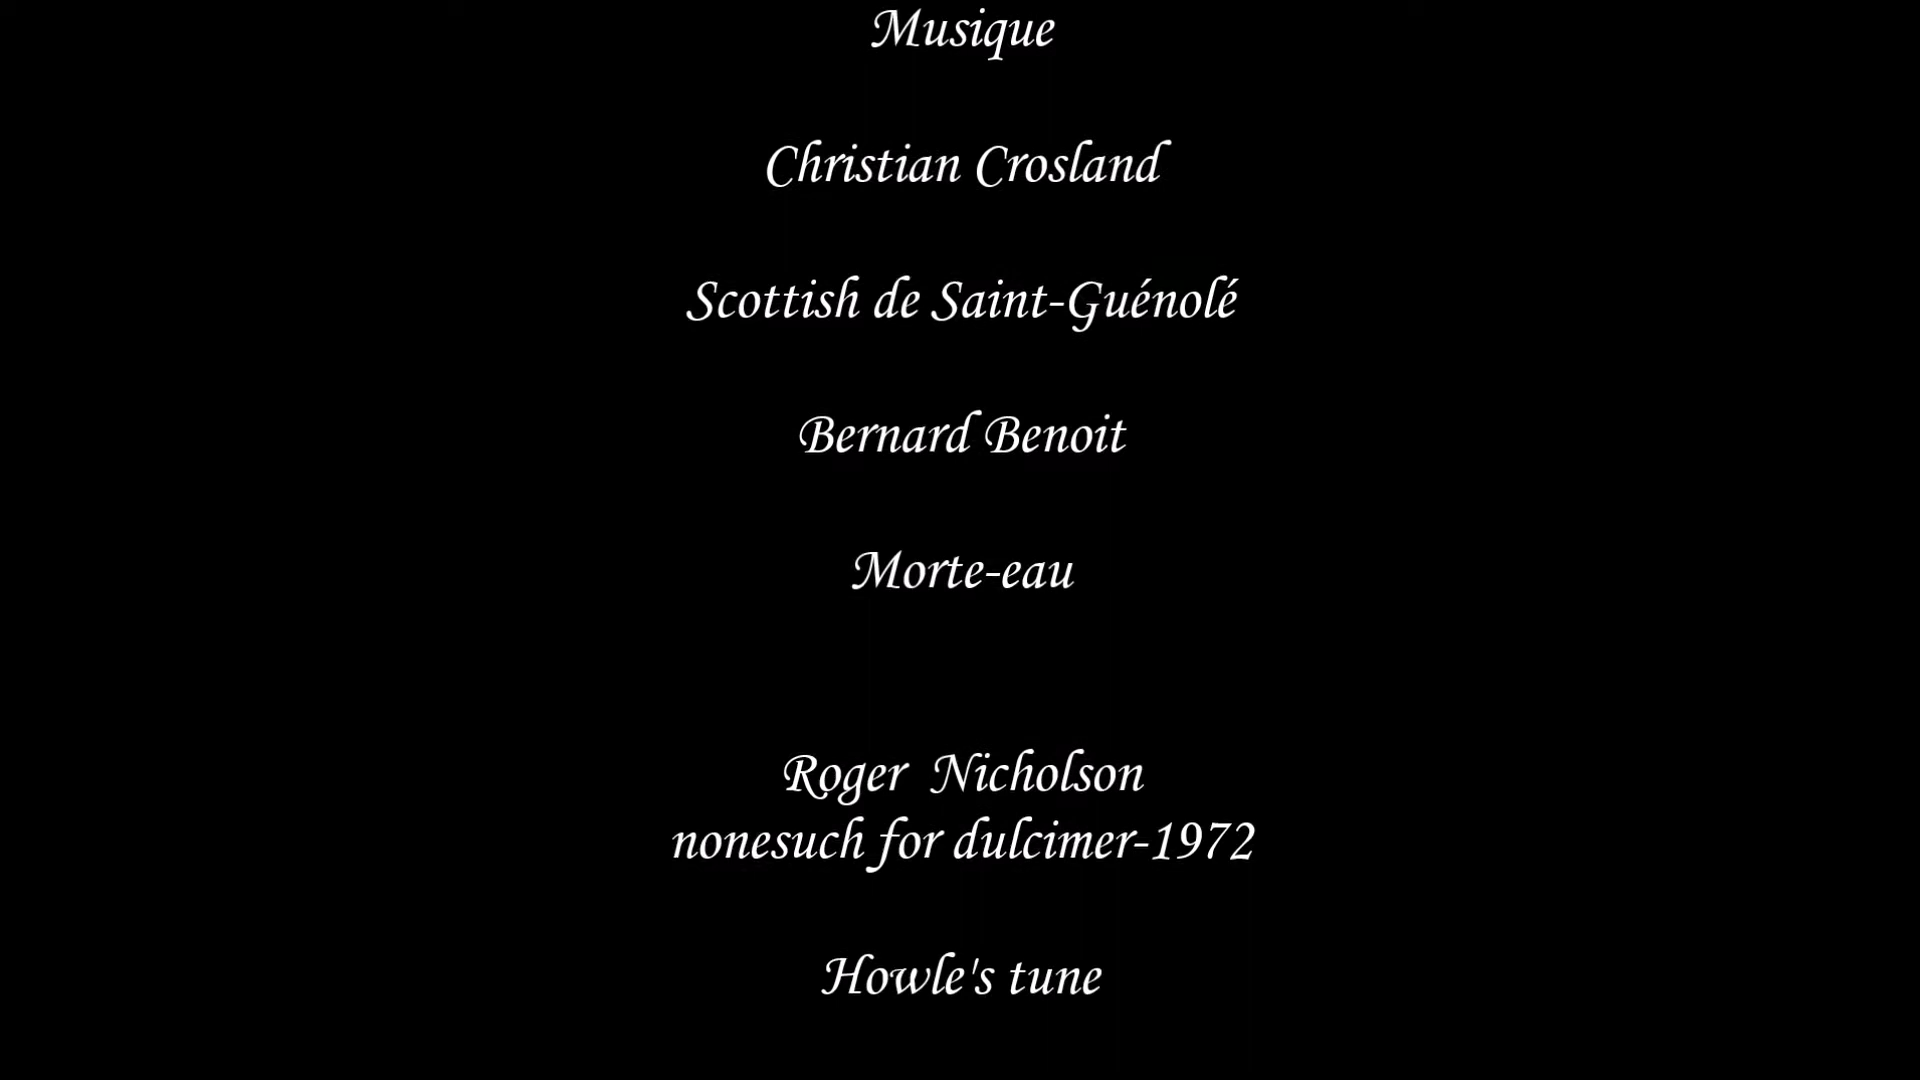 Musique
Christian Crosland
Scottish de Saint-Guénolé
Bernard Benoit
Morte-eau
Roger Nicholson
nonesuch for dulcimer-1972
Howle's tune